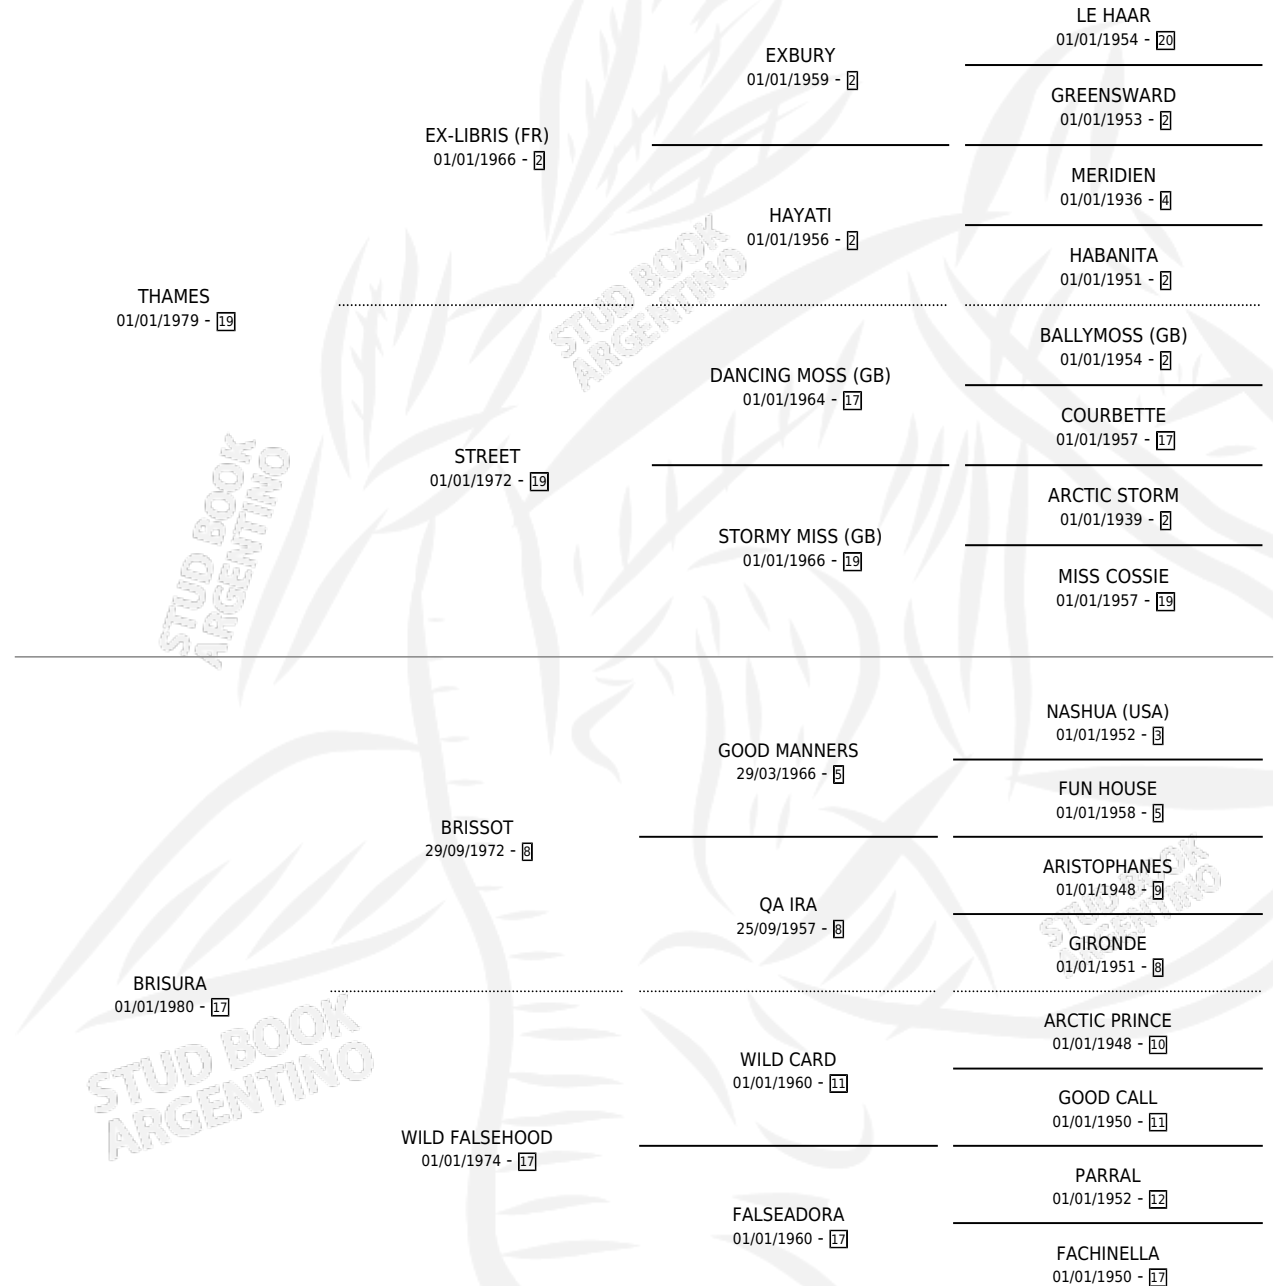 LE HAAR
01/01/1954 - 20
EXBURY
01/01/1959 - 2
GREENSWARD
01/01/1953 - 2
EX-LIBRIS (FR)
01/01/1966 - 2
MERIDIEN
01/01/1936 - 4
HAYATI
01/01/1956 - 2
HABANITA
01/01/1951 - 2
THAMES
01/01/1979 - 19
BALLYMOSS (GB)
01/01/1954 - 2
DANCING MOSS (GB)
01/01/1964 - 17
COURBETTE
01/01/1957 - 17
STREET
01/01/1972 - 19
ARCTIC STORM
01/01/1939 - 2
STORMY MISS (GB)
01/01/1966 - 19
MISS COSSIE
01/01/1957 - 19
STUD BOOK
ARGENTINO
STUD BOOK
ARGENTINO
NASHUA (USA)
01/01/1952 - 3
GOOD MANNERS
29/03/1966 - 5
FUN HOUSE
01/01/1958 - 5
BRISSOT
29/09/1972 - 8
ARISTOPHANES
01/01/1948 - 9
QA IRA
25/09/1957 - 8
GIRONDE
01/01/1951 - 8
BRISURA
01/01/1980 - 17
ARCTIC PRINCE
01/01/1948 - 10
WILD CARD
01/01/1960 - 11
GOOD CALL
01/01/1950 - 11
WILD FALSEHOOD
01/01/1974 - 17
PARRAL
01/01/1952 - 12
FALSEADORA
01/01/1960 - 17
FACHINELLA
01/01/1950 - 17
STUD BOOK
ARGENTINO
STUD BOOK
ARGENTINO